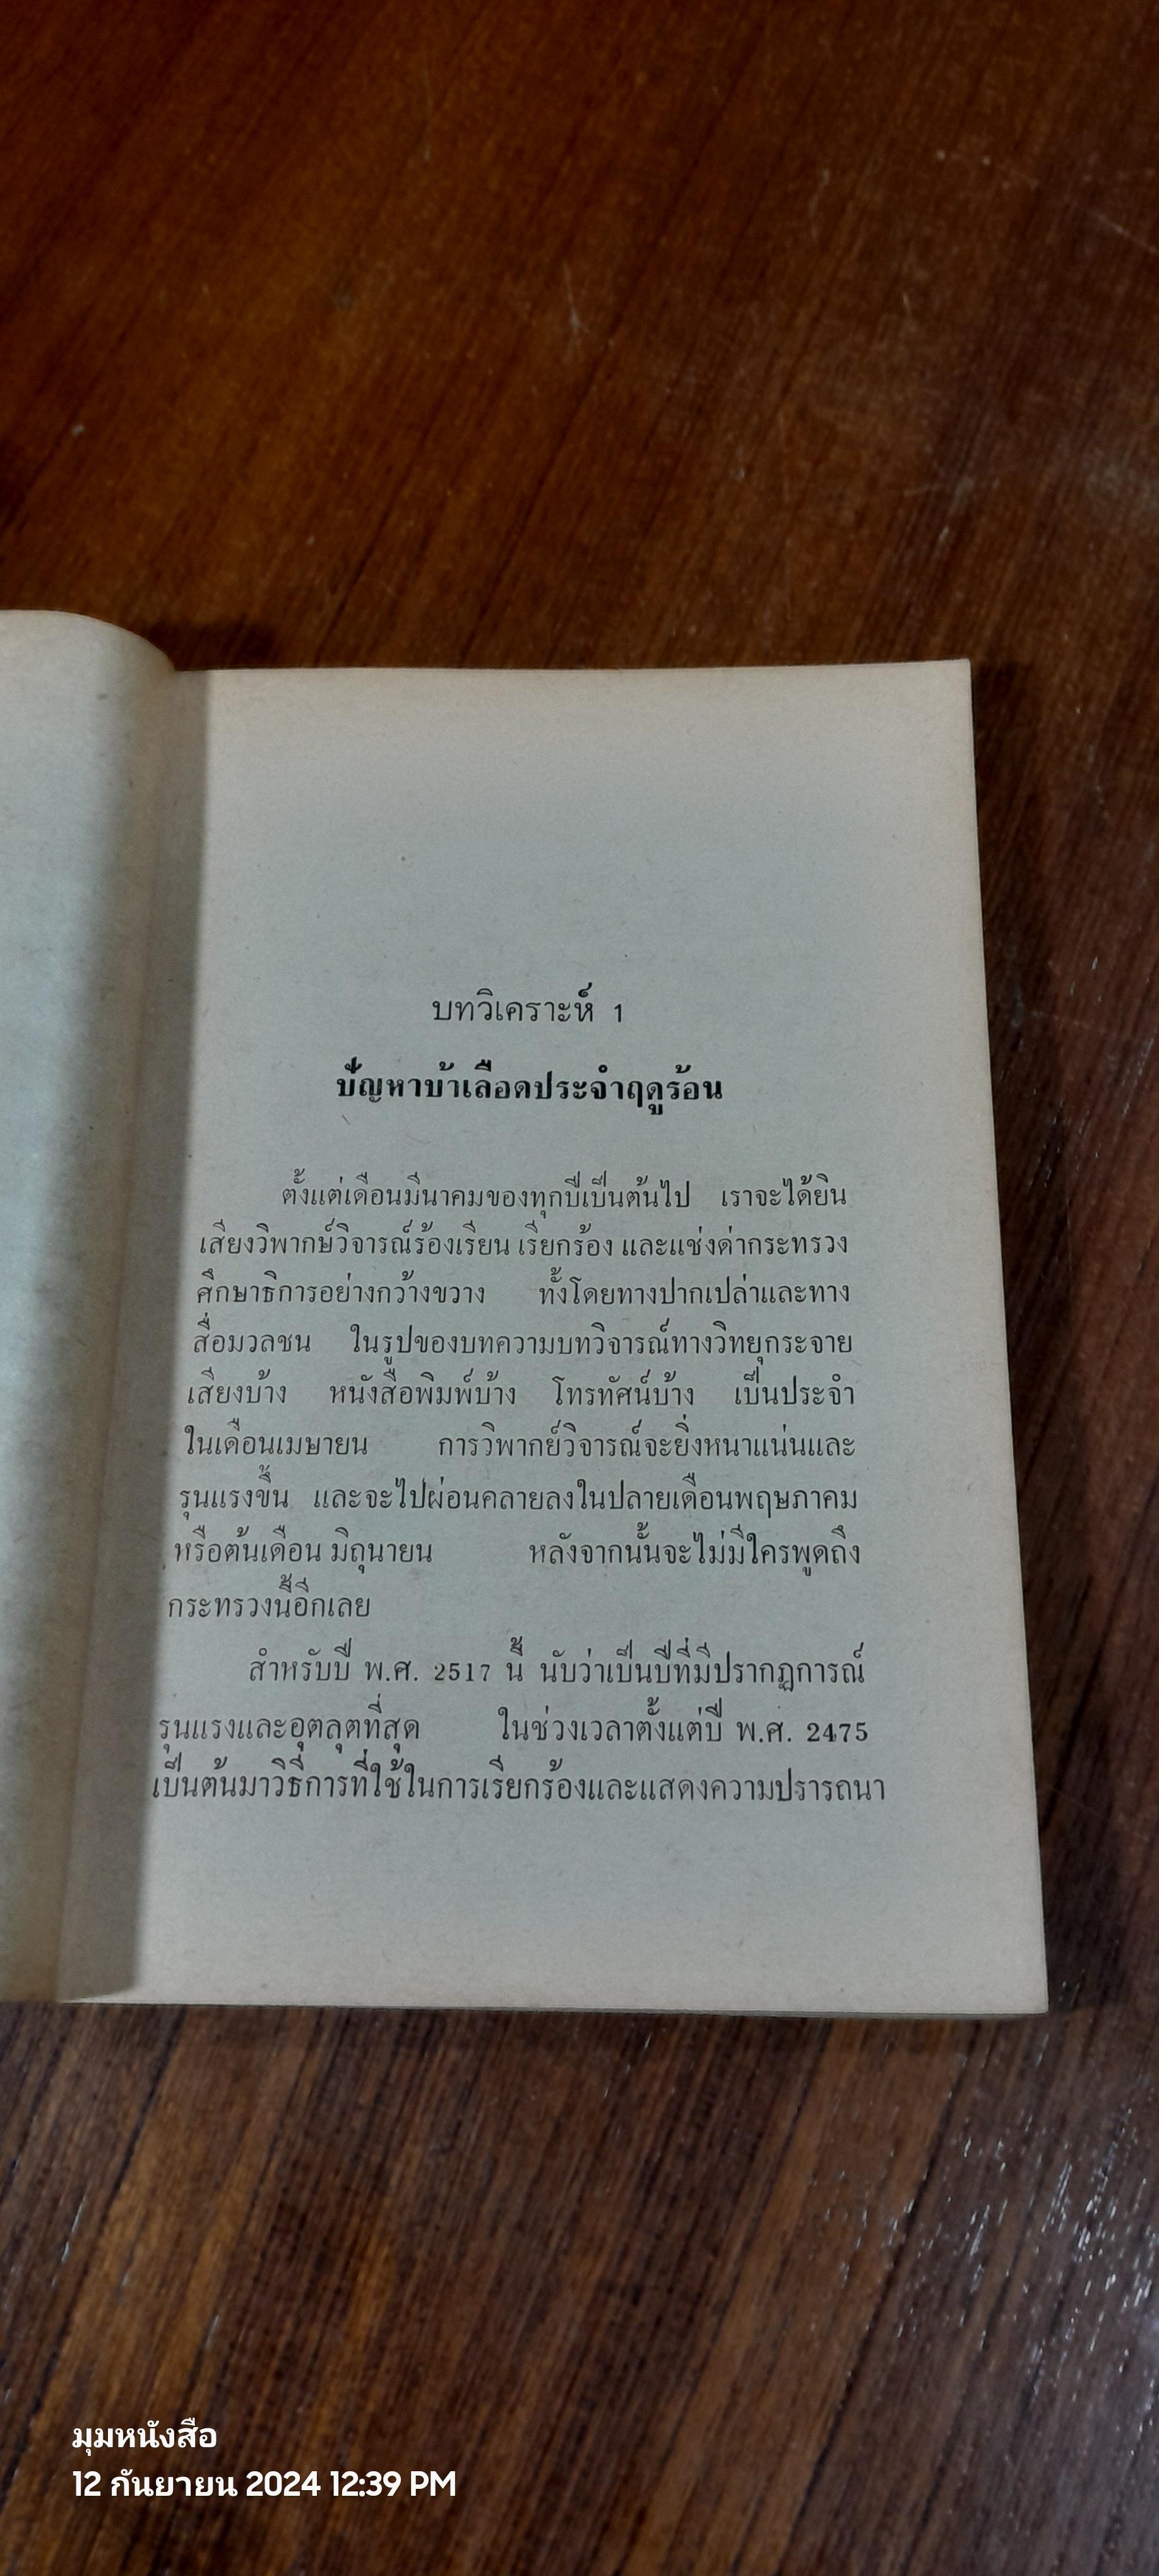 บทวิเคราะห์ 1
ปัญหาบ้าเลือดประจำฤดูร้อน
ตั้งแต่เดือนมีนาคมของทุกปีเป็นต้นไป เราจะได้ยิน
เสียงวิพากษ์วิจารณ์ร้องเรียน เรียกร้อง และแช่งด่ากระทรวง
ศึกษาธิการอย่างกว้างขวาง ทั้งโดยทางปากเปล่าและทาง
สื่อมวลชน ในรูปของบทความบทวิจารณ์ทางวิทยุกระจาย
เสียงบ้าง หนังสือพิมพ์บ้าง โทรทัศน์บ้าง เป็นประจำ
ในเดือนเมษายน การวิพากย์วิจารณ์จะยิ่งหนาแน่นและ
รุนแรงขึ้น และจะไปผ่อนคลายลงในปลายเดือนพฤษภาคม
หรือต้นเดือน มิถุนายน หลังจากนั้นจะไม่มีใครพูดถึง
กระทรวงนี้อีกเลย
สำหรับปี พ.ศ. 2517 นี้ นับว่าเป็นปีที่มีปรากฏการณ์
รุนแรงและอุตลุตที่สุด ในช่วงเวลาตั้งแต่ปี พ.ศ. 2475
เป็นต้นมาวิธีการที่ใช้ในการเรียกร้องและแสดงความปรารถนา
มุมหนังสือ
12 กันยายน 2024 12:39 PM